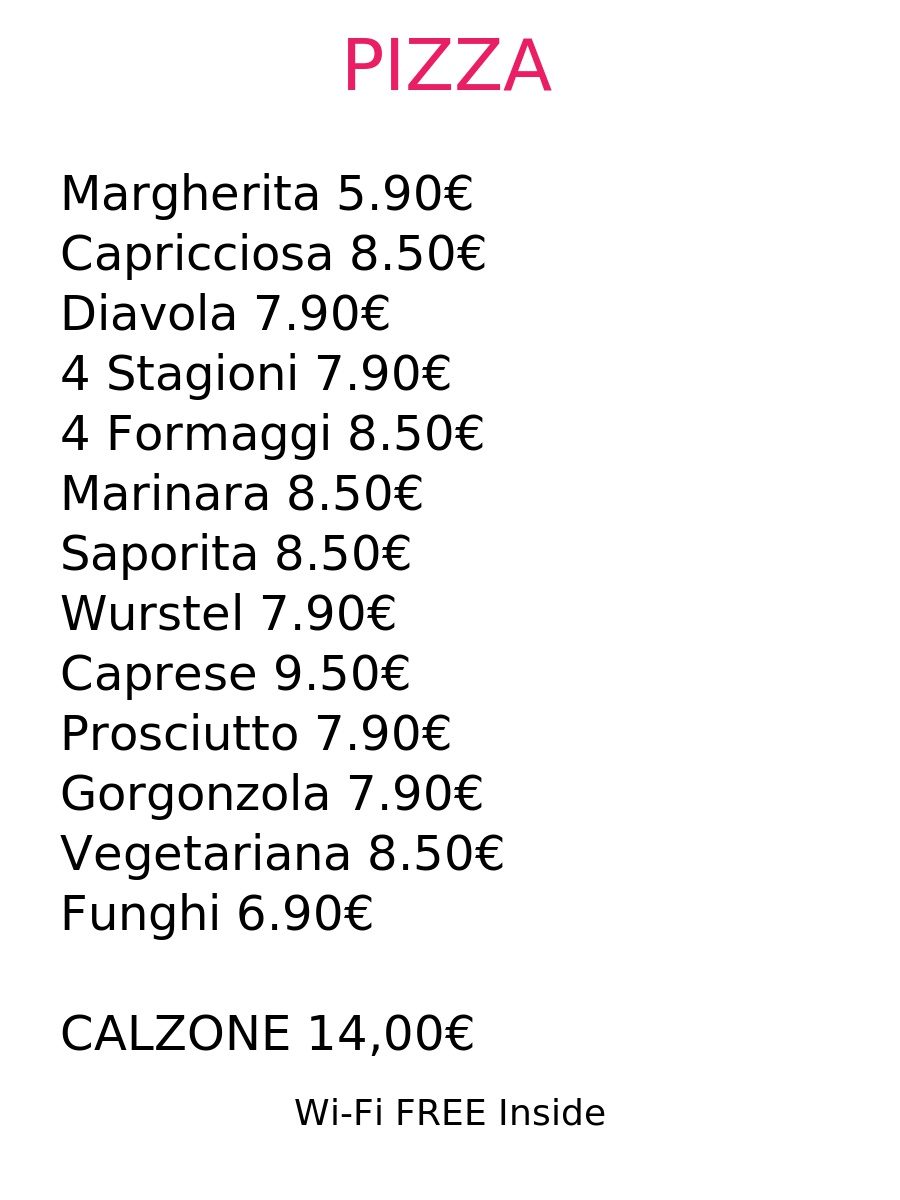 PIZZA
Margherita 5.90€
Capricciosa 8.50€
Diavola 7.90€
4 Stagioni 7.90€
4 Formaggi 8.50€
Marinara 8.50€
Saporita 8.50€
Wurstel 7.90€
Caprese 9.50€
Prosciutto 7.90€
Gorgonzola 7.90€
Vegetariana 8.50€
Funghi 6.90€
CALZONE 14,00€
Wi-Fi FREE Inside